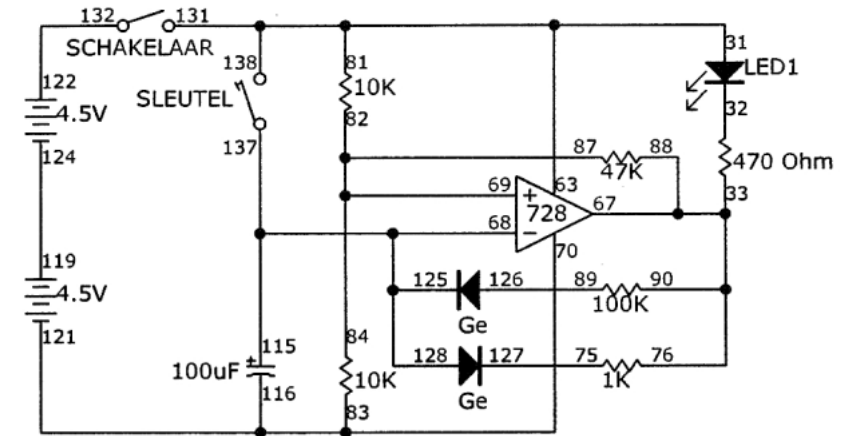 132 131
SCHAKELAAR
31
138 81
LED1
122
SLEUTEL 10K
4.5V
32
82
124 137
87 88
470 Ohm
47K
69 + 63
33
728 67
68 −
70
119
125 126 89 90
4.5V
100K
Ge
121 84
115
128 127 75 76
100uF +
10K
1K
116
Ge
83